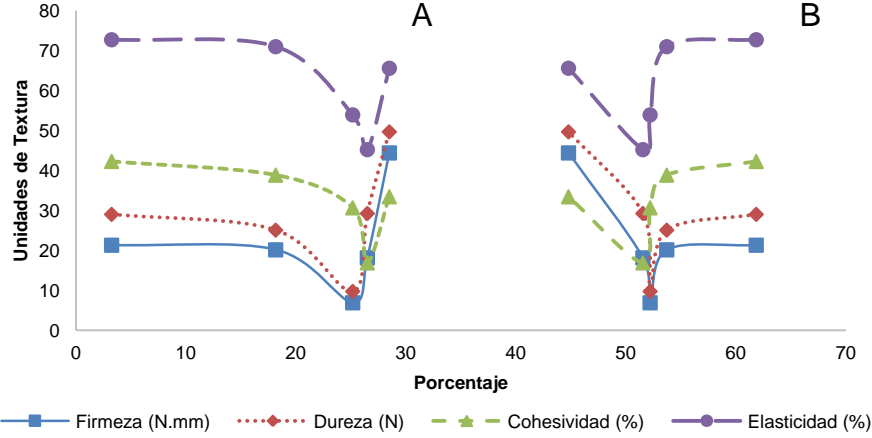 A
B
80
70
60
50
40
30
20
10
0
Unidades de Textura
0 10 20 30 40 50 60 70
Porcentaje
Firmeza (N.mm) Dureza (N) Cohesividad (%) Elasticidad (%)